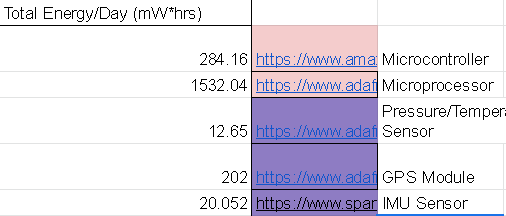 Total Energy/Day (mW*hrs)
284.16 https://www.ama Microcontroller
1532.04 https://www.adaf Microprocessor
Pressure/Tempera
12.65 https://www.adaf Sensor
202 https://www.adaf GPS Module
20.052 https://www.spar IMU Sensor